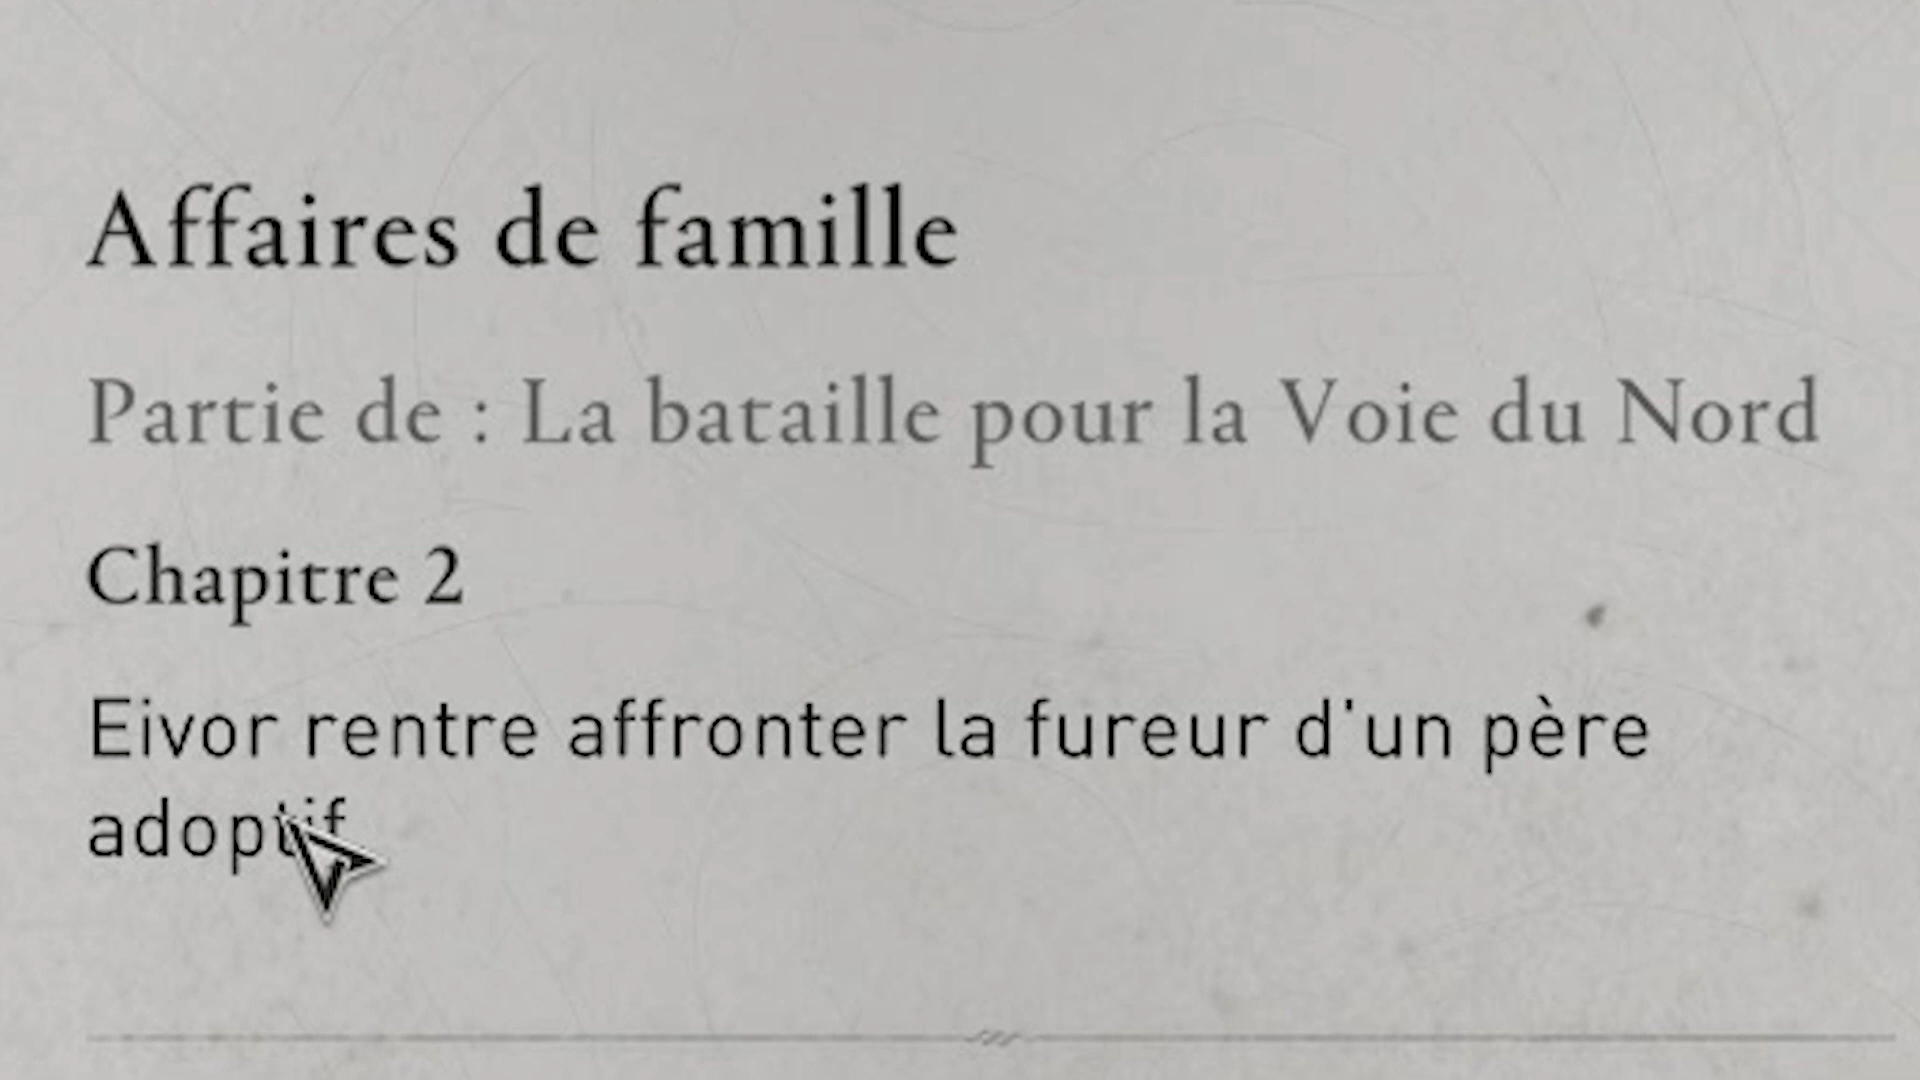 Affaires de famille
Partie de : La bataille pour la Voie du Nord
Chapitre 2
Eivor rentre affronter la fureur d'un père
adoptif